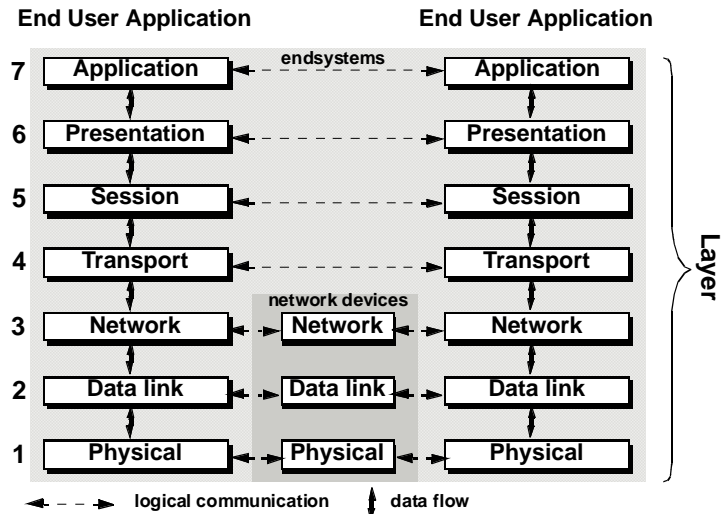 End User Application End User Application
endsystems
7 Application Application
6 Presentation Presentation
5 Session Session
4 Transport Transport
network devices
3 Network Network Network
2 Data link Data link Data link
1 Physical Physical Physical
Layer
logical communication data flow